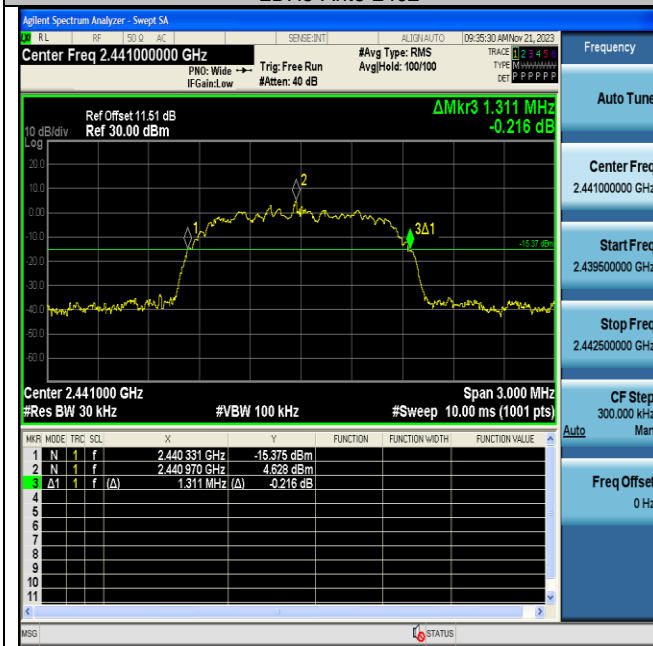 Agilent Spectrum Analyzer - Swept SA
RL RF 50 Ω AC SENSE:INT ALIGN AUTO 09:35:30 AM Nov 21, 2023
Center Freq 2.441000000 GHz
PNO: Wide
IFGain:Low
Trig: Free Run
#Atten: 40 dB
#Avg Type: RMS
Avg|Hold: 100/100
TRACE 1 2 3 4 5 6
TYPE M
DET P P P P P P
ΔMkr3 1.311 MHz
-0.216 dB
Ref Offset 11.51 dB
10 dB/div Ref 30.00 dBm
Log
20.0
10.0
0.00
-10.0
-20.0
-30.0
-40.0
-50.0
-60.0
1
2
3Δ1
-15.37 dBm
Center 2.441000 GHz Span 3.000 MHz
#Res BW 30 kHz #VBW 100 kHz #Sweep 10.00 ms (1001 pts)
MKR MODE TRC SCL X Y FUNCTION FUNCTION WIDTH FUNCTION VALUE
1 N 1 f 2.440 331 GHz -15.375 dBm
2 N 1 f 2.440 970 GHz 4.628 dBm
3 Δ1 1 f (Δ) 1.311 MHz (Δ) -0.216 dB
4
5
6
7
8
9
10
11
MSG STATUS
Frequency
Auto Tune
Center Freq
2.441000000 GHz
Start Freq
2.439500000 GHz
Stop Freq
2.442500000 GHz
CF Step
300.000 kHz
Auto Man
Freq Offset
0 Hz